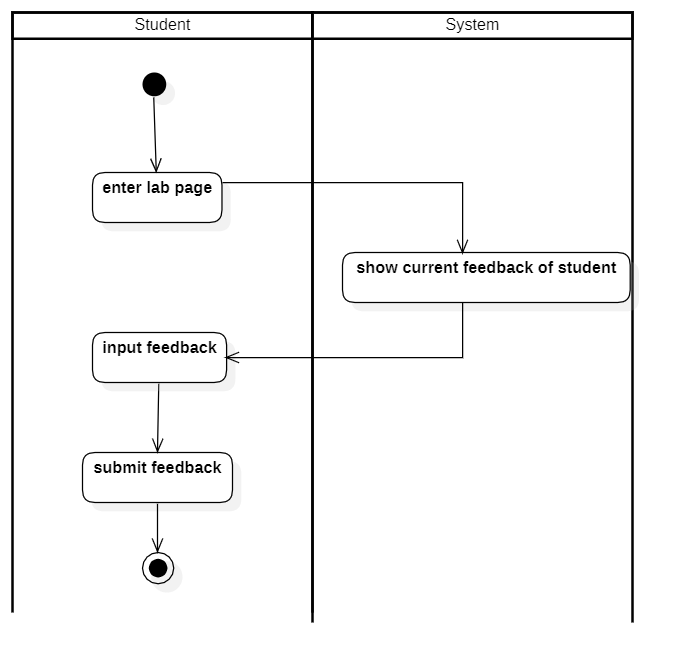 Student
System
enter lab page
show current feedback of student
input feedback
submit feedback